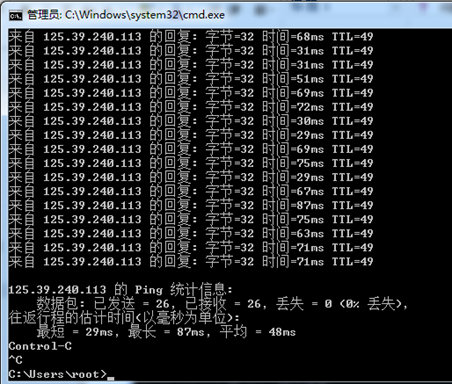 管理员: C:\Windows\system32\cmd.exe
来自 125.39.240.113 的回复: 字节=32 时间=68ms TTL=49
来自 125.39.240.113 的回复: 字节=32 时间=31ms TTL=49
来自 125.39.240.113 的回复: 字节=32 时间=31ms TTL=49
来自 125.39.240.113 的回复: 字节=32 时间=51ms TTL=49
来自 125.39.240.113 的回复: 字节=32 时间=69ms TTL=49
来自 125.39.240.113 的回复: 字节=32 时间=72ms TTL=49
来自 125.39.240.113 的回复: 字节=32 时间=30ms TTL=49
来自 125.39.240.113 的回复: 字节=32 时间=29ms TTL=49
来自 125.39.240.113 的回复: 字节=32 时间=69ms TTL=49
来自 125.39.240.113 的回复: 字节=32 时间=75ms TTL=49
来自 125.39.240.113 的回复: 字节=32 时间=29ms TTL=49
来自 125.39.240.113 的回复: 字节=32 时间=67ms TTL=49
来自 125.39.240.113 的回复: 字节=32 时间=87ms TTL=49
来自 125.39.240.113 的回复: 字节=32 时间=75ms TTL=49
来自 125.39.240.113 的回复: 字节=32 时间=63ms TTL=49
来自 125.39.240.113 的回复: 字节=32 时间=71ms TTL=49
来自 125.39.240.113 的回复: 字节=32 时间=71ms TTL=49
125.39.240.113 的 Ping 统计信息:
数据包: 已发送 = 26, 已接收 = 26, 丢失 = 0 (0% 丢失),
往返行程的估计时间(以毫秒为单位):
最短 = 29ms, 最长 = 87ms, 平均 = 48ms
Control-C
^C
C:\Users\root>